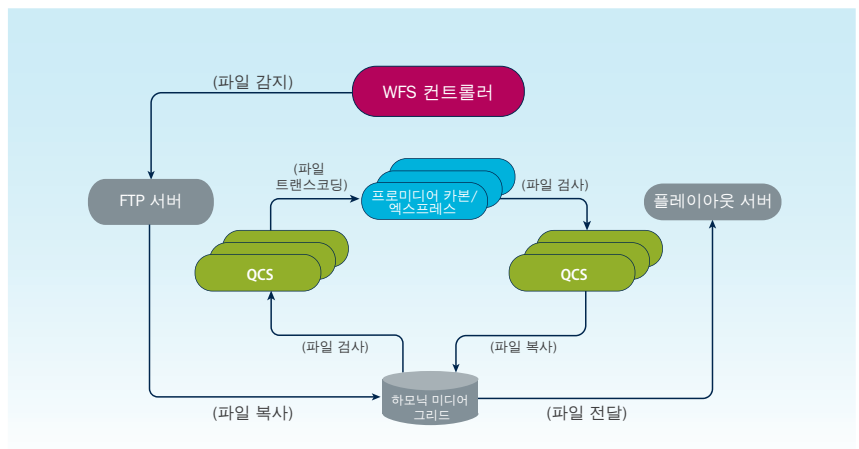 (파일 감지)
WFS 컨트롤러
(파일
트랜스코딩)
프로미디어 카본/
엑스프레스
(파일 검사)
FTP 서버
플레이아웃 서버
QCS
QCS
(파일 검사)
(파일 복사)
하모닉 미디어
그리드
(파일 복사)
(파일 전달)